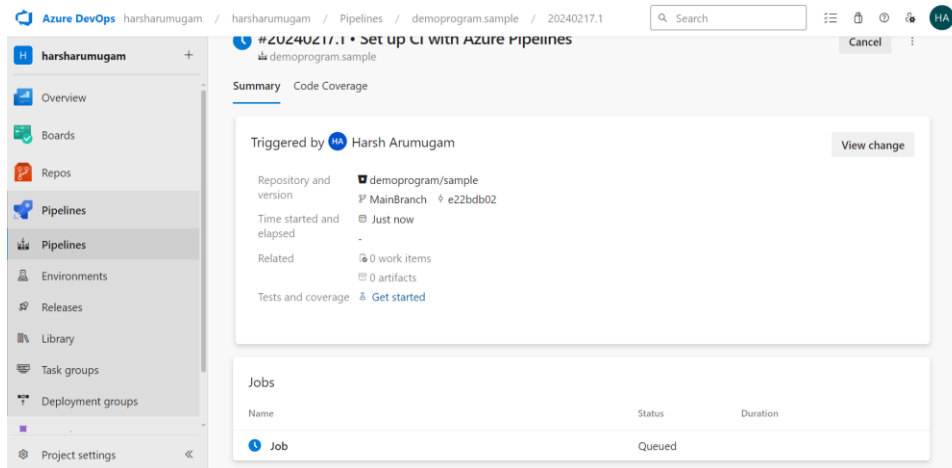 Azure DevOps harsharumugam / harsharumugam / Pipelines / demoprogram.sample / 20240217.1 Search HA
H harsharumugam +
Overview
Boards
Repos
Pipelines
Pipelines
Environments
Releases
Library
Task groups
Deployment groups
Project settings
#20240217.1 • Set up CI with Azure Pipelines
demoprogram.sample
Cancel
Summary Code Coverage
Triggered by HA Harsh Arumugam
View change
Repository and version
demoprogram/sample
MainBranch e22bdb02
Time started and elapsed
Just now
-
Related
0 work items
0 artifacts
Tests and coverage Get started
Jobs
Name Status Duration
Job Queued